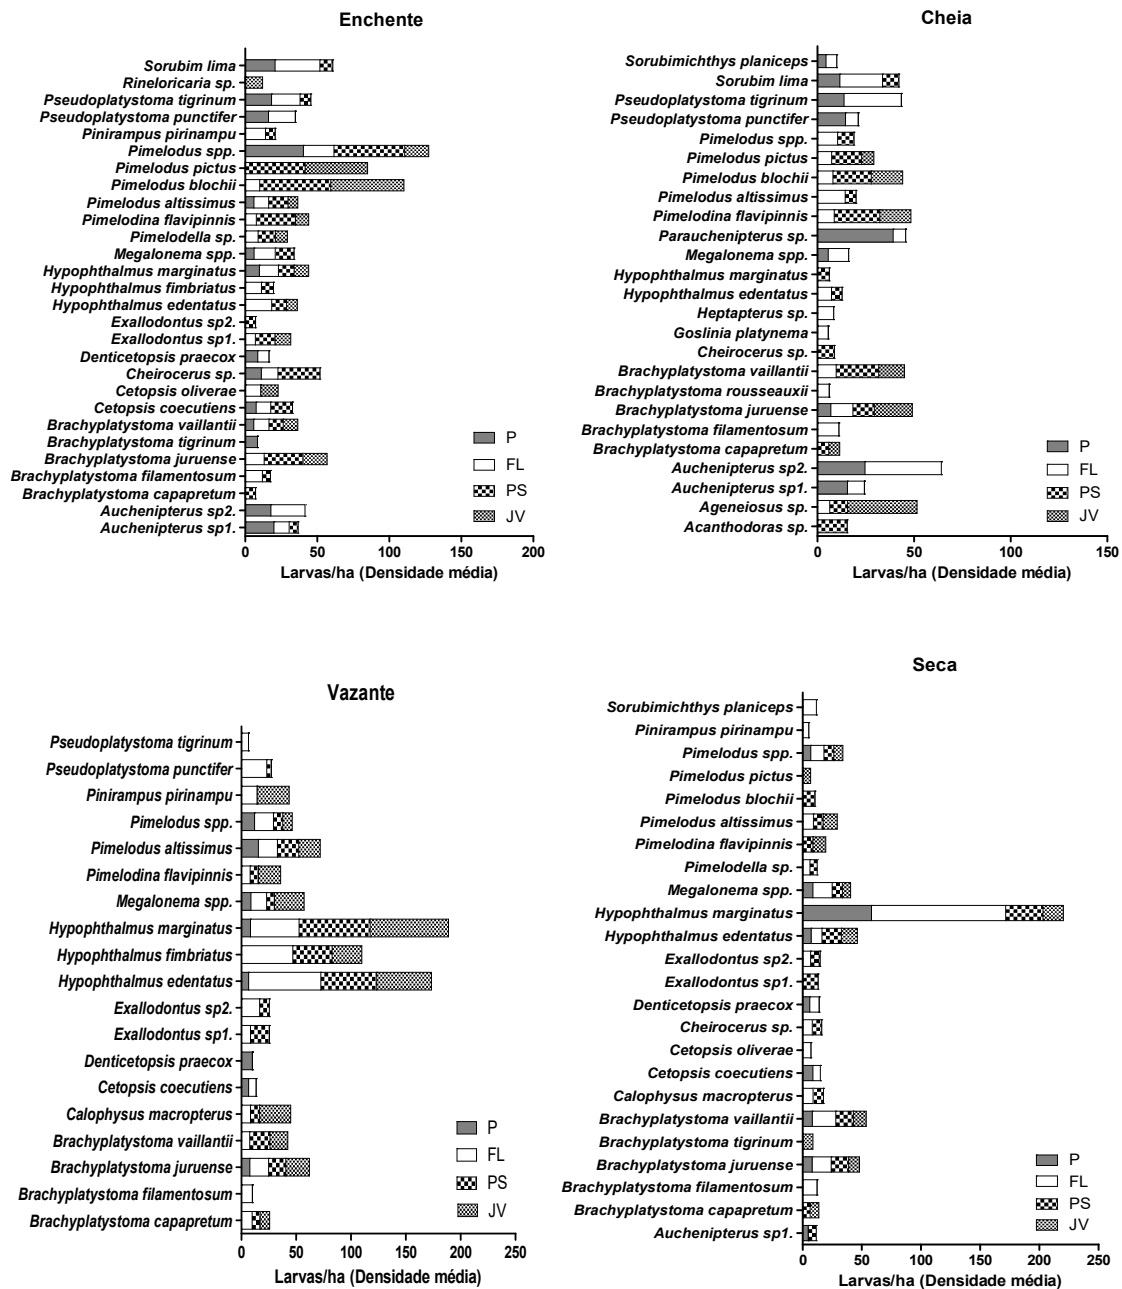 Enchente
Sorubim lima
Rineloricaria sp.
Pseudoplatystoma tigrinum
Pseudoplatystoma punctifer
Pinirampus pirinampu
Pimelodus spp.
Pimelodus pictus
Pimelodus blochii
Pimelodus altissimus
Pimelodina flavipinnis
Pimelodella sp.
Megalonema spp.
Hypophthalmus marginatus
Hypophthalmus fimbriatus
Hypophthalmus edentatus
Exallodontus sp2.
Exallodontus sp1.
Denticetopsis praecox
Cheirocerus sp.
Cetopsis oliverae
Cetopsis coecutiens
Brachyplatystoma vaillantii
Brachyplatystoma tigrinum
Brachyplatystoma juruense
Brachyplatystoma filamentosum
Brachyplatystoma capapretum
Auchenipterus sp2.
Auchenipterus sp1.
P
FL
PS
JV
0 50 100 150 200
Larvas/ha (Densidade média)
Cheia
Sorubimichthys planiceps
Sorubim lima
Pseudoplatystoma tigrinum
Pseudoplatystoma punctifer
Pimelodus spp.
Pimelodus pictus
Pimelodus blochii
Pimelodus altissimus
Pimelodina flavipinnis
Parauchenipterus sp.
Megalonema spp.
Hypophthalmus marginatus
Hypophthalmus edentatus
Heptapterus sp.
Goslinia platynema
Cheirocerus sp.
Brachyplatystoma vaillantii
Brachyplatystoma rousseauxii
Brachyplatystoma juruense
Brachyplatystoma filamentosum
Brachyplatystoma capapretum
Auchenipterus sp2.
Auchenipterus sp1.
Ageneiosus sp.
Acanthodoras sp.
P
FL
PS
JV
0 50 100 150
Larvas/ha (Densidade média)
Vazante
Pseudoplatystoma tigrinum
Pseudoplatystoma punctifer
Pinirampus pirinampu
Pimelodus spp.
Pimelodus altissimus
Pimelodina flavipinnis
Megalonema spp.
Hypophthalmus marginatus
Hypophthalmus fimbriatus
Hypophthalmus edentatus
Exallodontus sp2.
Exallodontus sp1.
Denticetopsis praecox
Cetopsis coecutiens
Calophysus macropterus
Brachyplatystoma vaillantii
Brachyplatystoma juruense
Brachyplatystoma filamentosum
Brachyplatystoma capapretum
P
FL
PS
JV
0 50 100 150 200 250
Larvas/ha (Densidade média)
Seca
Sorubimichthys planiceps
Pinirampus pirinampu
Pimelodus spp.
Pimelodus pictus
Pimelodus blochii
Pimelodus altissimus
Pimelodina flavipinnis
Pimelodella sp.
Megalonema spp.
Hypophthalmus marginatus
Hypophthalmus edentatus
Exallodontus sp2.
Exallodontus sp1.
Denticetopsis praecox
Cheirocerus sp.
Cetopsis oliverae
Cetopsis coecutiens
Calophysus macropterus
Brachyplatystoma vaillantii
Brachyplatystoma tigrinum
Brachyplatystoma juruense
Brachyplatystoma filamentosum
Brachyplatystoma capapretum
Auchenipterus sp1.
P
FL
PS
JV
0 50 100 150 200 250
Larvas/ha (Densidade média)